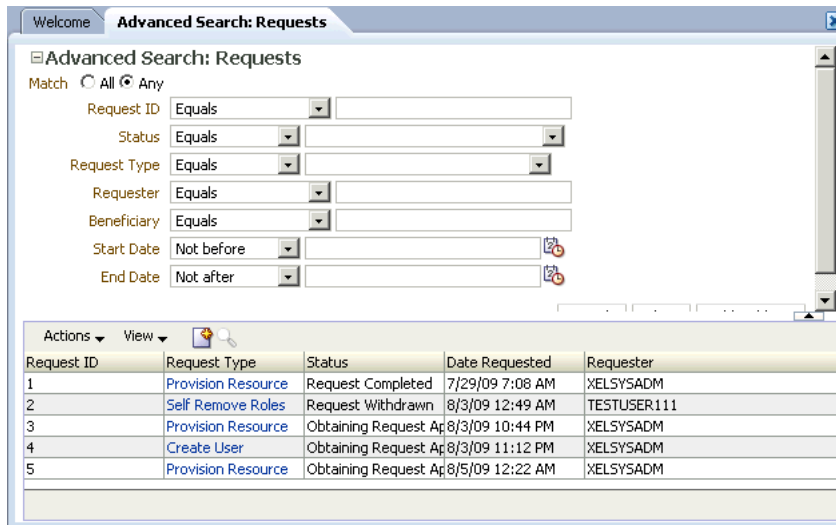 Welcome Advanced Search: Requests
Advanced Search: Requests
Match All Any
Request ID Equals
Status Equals
Request Type Equals
Requester Equals
Beneficiary Equals
Start Date Not before
End Date Not after
Actions View
Request ID Request Type Status Date Requested Requester
1 Provision Resource Request Completed 7/29/09 7:08 AM XELSYSADM
2 Self Remove Roles Request Withdrawn 8/3/09 12:49 AM TESTUSER111
3 Provision Resource Obtaining Request Ap 8/3/09 10:44 PM XELSYSADM
4 Create User Obtaining Request Ap 8/3/09 11:12 PM XELSYSADM
5 Provision Resource Obtaining Request Ap 8/5/09 12:22 AM XELSYSADM